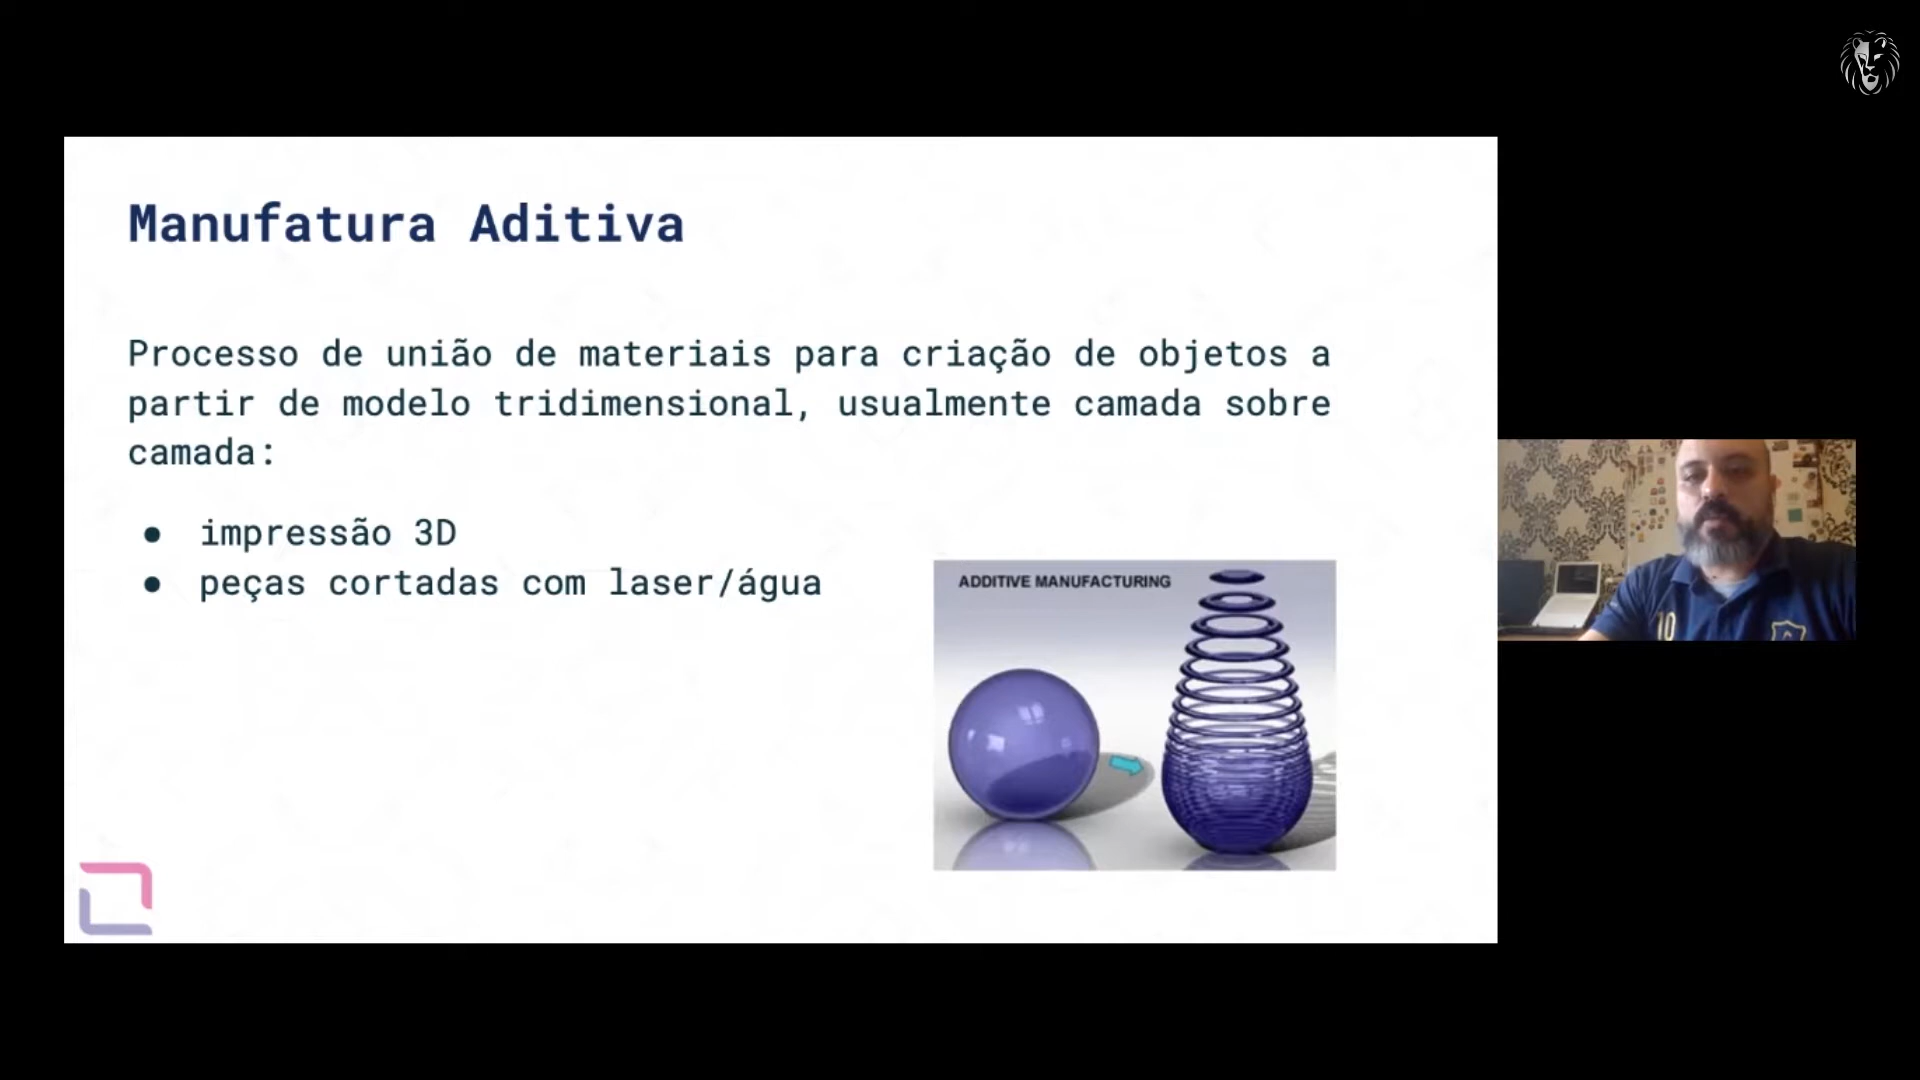 Manufatura Aditiva
Processo de união de materiais para criação de objetos a
partir de modelo tridimensional, usualmente camada sobre
camada:
● impressão 3D
● peças cortadas com laser/água
ADDITIVE MANUFACTURING
10